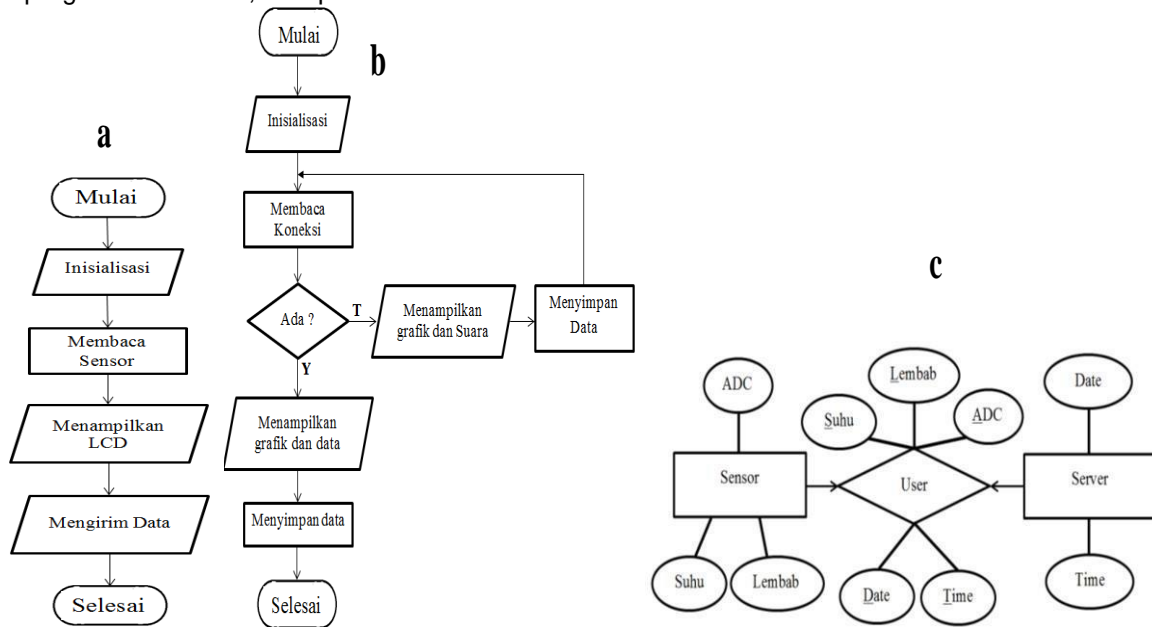 a
Mulai
Inisialisasi
Membaca
Sensor
Menampilkan
LCD
Mengirim Data
Selesai
b
Mulai
Inisialisasi
Membaca
Koneksi
Ada ?
T
Menampilkan
grafik dan Suara
Menyimpan
Data
Y
Menampilkan
grafik dan data
Menyimpan data
Selesai
c
ADC
Suhu
Lembab
ADC
Date
Sensor
User
Server
Suhu
Lembab
Date
Time
Time